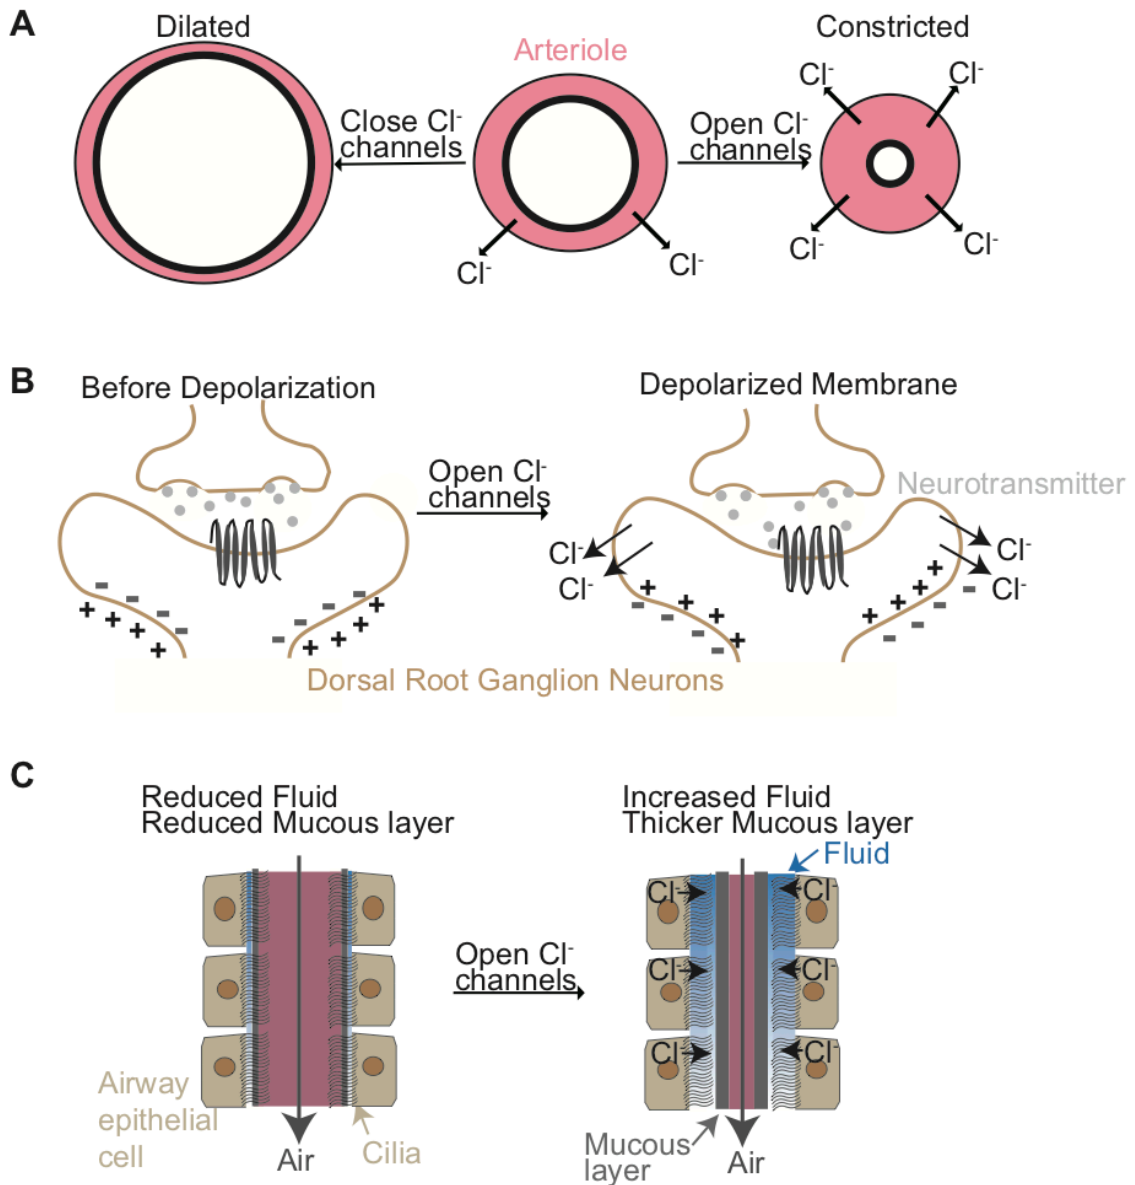 A
Dilated
Arteriole
Constricted
Close Cl-
channels
Open Cl-
channels
Cl-
Cl-
Cl-
Cl-
Cl-
Cl-
B
Before Depolarization
Depolarized Membrane
Open Cl-
channels
Neurotransmitter
Cl-
Cl-
Cl-
Cl-
Dorsal Root Ganglion Neurons
C
Reduced Fluid
Reduced Mucous layer
Increased Fluid
Thicker Mucous layer
Fluid
Cl-
Cl-
Open Cl-
channels
Cl-
Cl-
Cl-
Cl-
Airway
epithelial
cell
Air
Cilia
Mucous
layer
Air